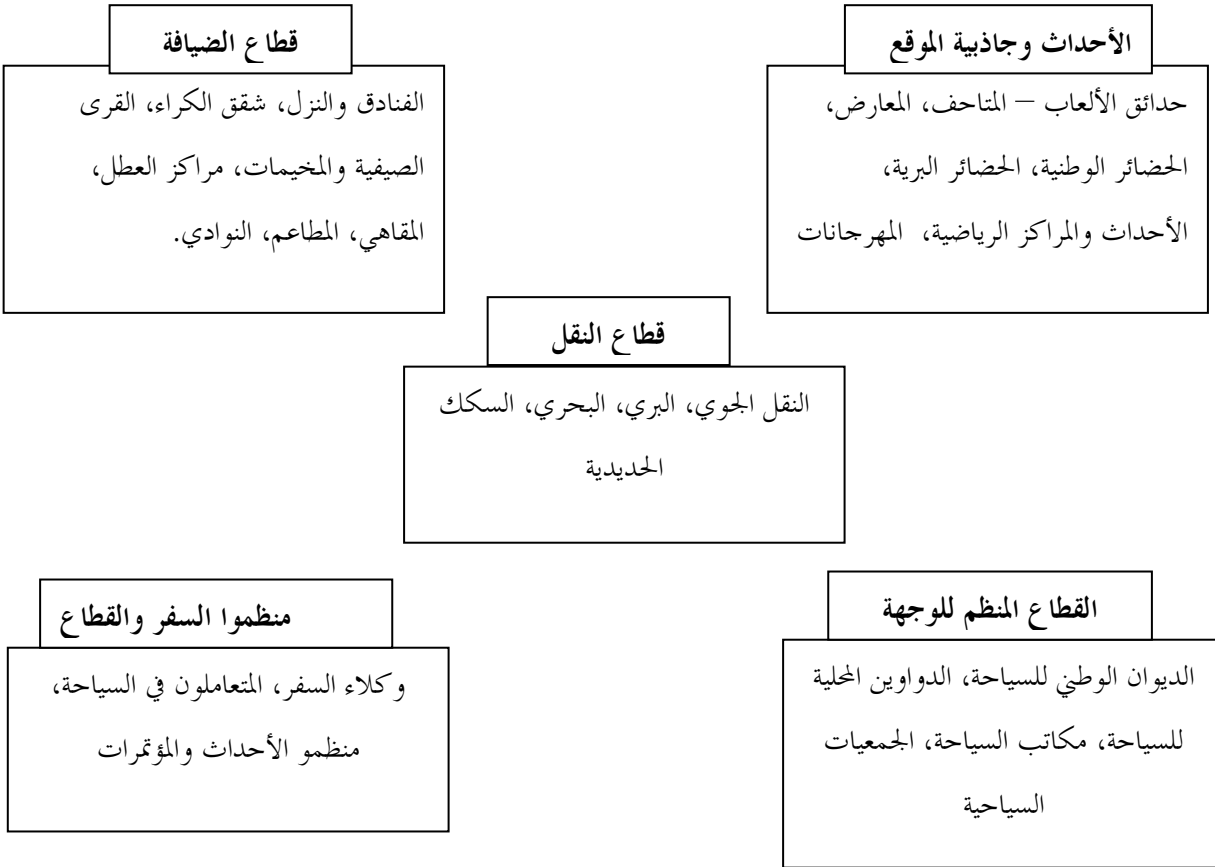 الأحداث وجاذبية الموقع
حدائق الألعاب – المتاحف، المعارض،
الحضائر الوطنية، الحضائر البرية،
الأحداث والمراكز الرياضية، المهرجانات
قطاع الضيافة
الفنادق والنزل، شقق الكراء، القرى
الصيفية والمخيمات، مراكز العطل،
المقاهي، المطاعم، النوادي.
قطاع النقل
النقل الجوي، البري، البحري، السكك
الحديدية
القطاع المنظم للوجهة
الديوان الوطني للسياحة، الدواوين المحلية
للسياحة، مكاتب السياحة، الجمعيات
السياحية
منظموا السفر والقطاع
وكلاء السفر، المتعاملون في السياحة،
منظمو الأحداث والمؤتمرات